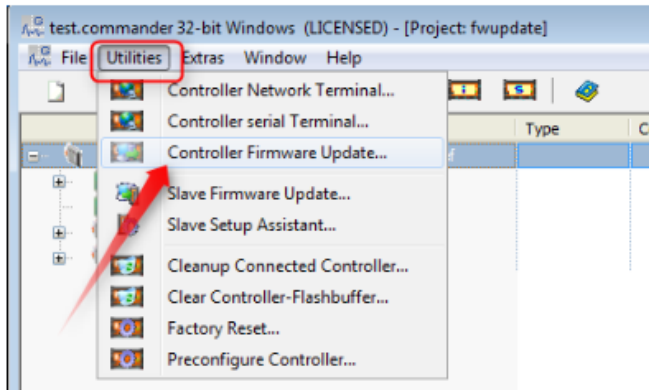 test.commander 32-bit Windows (LICENSED) - [Project: fwupdate]
File Utilities Extras Window Help
Controller Network Terminal...
Controller serial Terminal...
Type
Controller Firmware Update...
Slave Firmware Update...
Slave Setup Assistant...
Cleanup Connected Controller...
Clear Controller-Flashbuffer...
Factory Reset...
Preconfigure Controller...